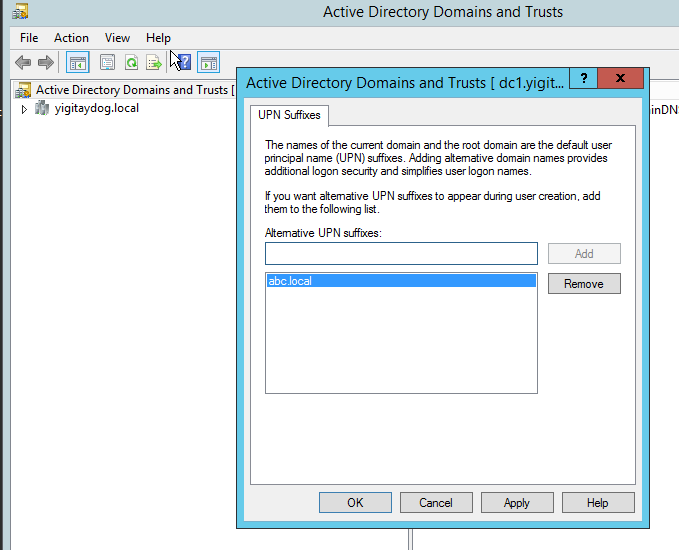 Active Directory Domains and Trusts
File Action View Help
Active Directory Domains and Trusts [
yigitaydog.local
inDN
Active Directory Domains and Trusts [ dc1.yigit...
? x
UPN Suffixes
The names of the current domain and the root domain are the default user
principal name (UPN) suffixes. Adding alternative domain names provides
additional logon security and simplifies user logon names.
If you want alternative UPN suffixes to appear during user creation, add
them to the following list.
Alternative UPN suffixes:
Add
abc.local
Remove
OK Cancel Apply Help